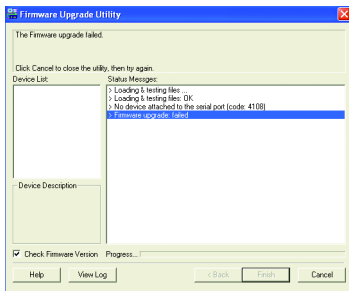 Firmware Upgrade Utility
The Firmware upgrade failed.
Click Cancel to close the utility, then try again.
Device List:
Status Messges:
> Loading & testing files ...
> Loading & testing files: OK
> No device attached to the serial port (code: 4108)
> Firmware upgrade: failed
Device Description
Check Firmware Version
Progress...
Help
View Log
< Back
Finish
Cancel